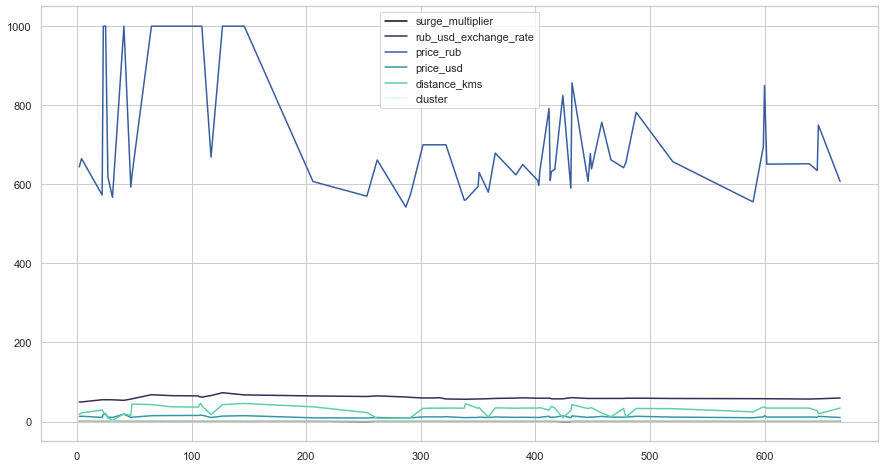 surge_multiplier
rub_usd_exchange_rate
price_rub
price_usd
distance_kms
cluster
1000
800
600
400
200
0
0 100 200 300 400 500 600